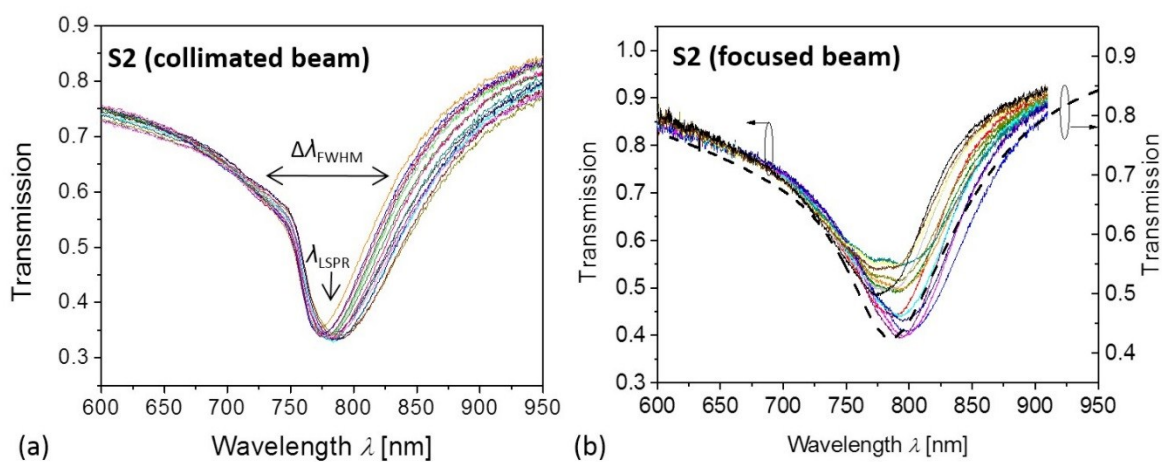 S2 (collimated beam)
Transmission
0.9
0.8
0.7
0.6
0.5
0.4
0.3
Δλ_FWHM
λ_LSPR
600 650 700 750 800 850 900 950
Wavelength λ [nm]
(a)
S2 (focused beam)
Transmission
1.0
0.9
0.8
0.7
0.6
0.5
0.4
0.3
600 650 700 750 800 850 900 950
Wavelength λ [nm]
0.9
0.8
0.7
0.6
0.5
0.4
Transmission
(b)